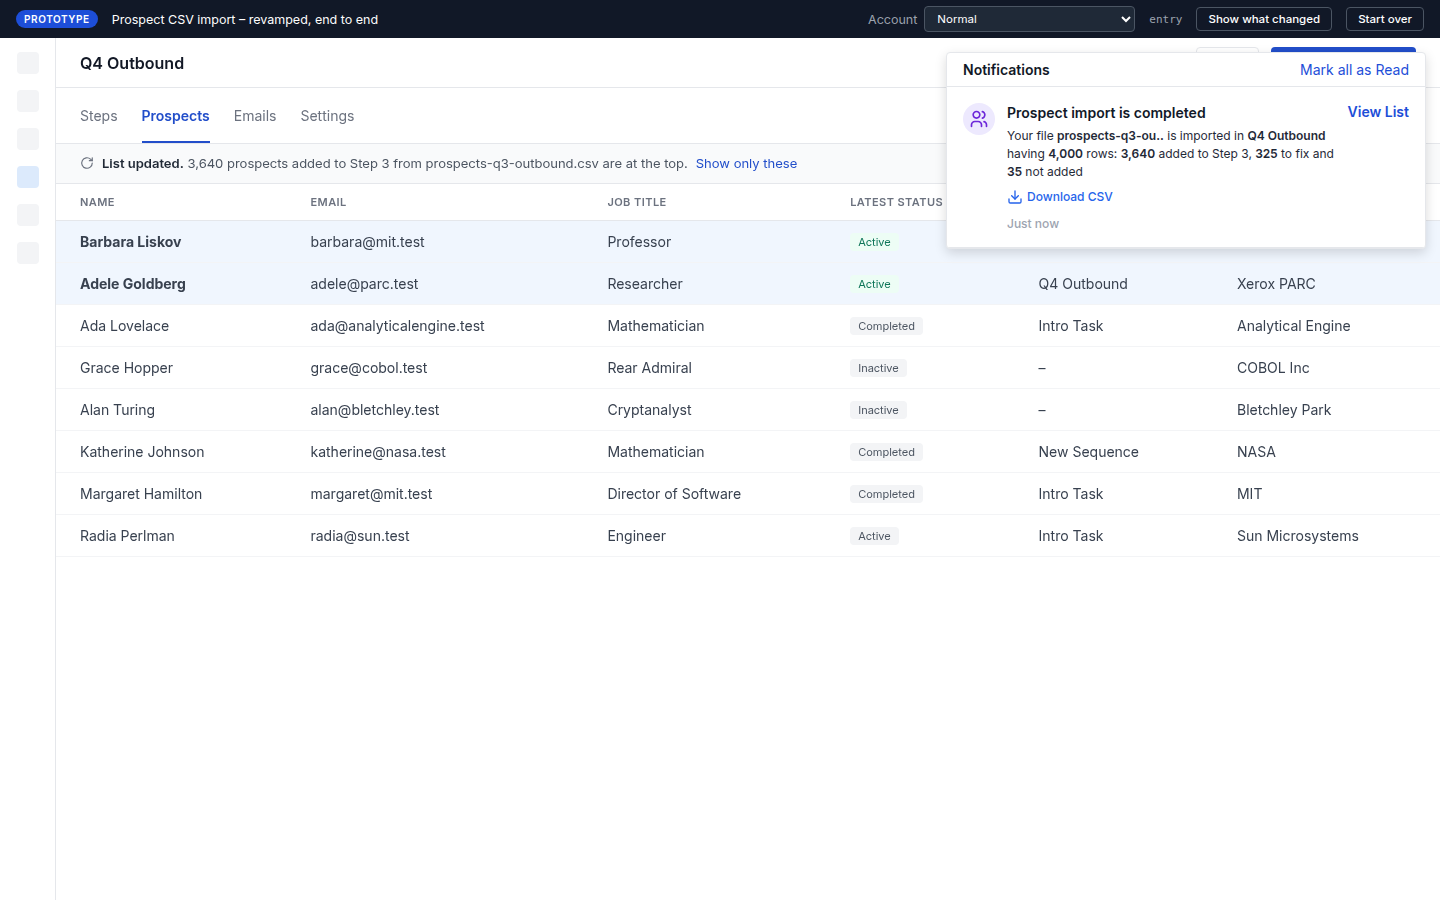 PROTOTYPE Prospect CSV import – revamped, end to end Account Normal entry Show what changed Start over
Q4 Outbound
Steps Prospects Emails Settings
List updated. 3,640 prospects added to Step 3 from prospects-q3-outbound.csv are at the top. Show only these
Notifications Mark all as Read
Prospect import is completed View List
Your file prospects-q3-ou.. is imported in Q4 Outbound
having 4,000 rows: 3,640 added to Step 3, 325 to fix and
35 not added
Download CSV
Just now
NAME EMAIL JOB TITLE LATEST STATUS
Barbara Liskov barbara@mit.test Professor Active
Adele Goldberg adele@parc.test Researcher Active Q4 Outbound Xerox PARC
Ada Lovelace ada@analyticalengine.test Mathematician Completed Intro Task Analytical Engine
Grace Hopper grace@cobol.test Rear Admiral Inactive – COBOL Inc
Alan Turing alan@bletchley.test Cryptanalyst Inactive – Bletchley Park
Katherine Johnson katherine@nasa.test Mathematician Completed New Sequence NASA
Margaret Hamilton margaret@mit.test Director of Software Completed Intro Task MIT
Radia Perlman radia@sun.test Engineer Active Intro Task Sun Microsystems